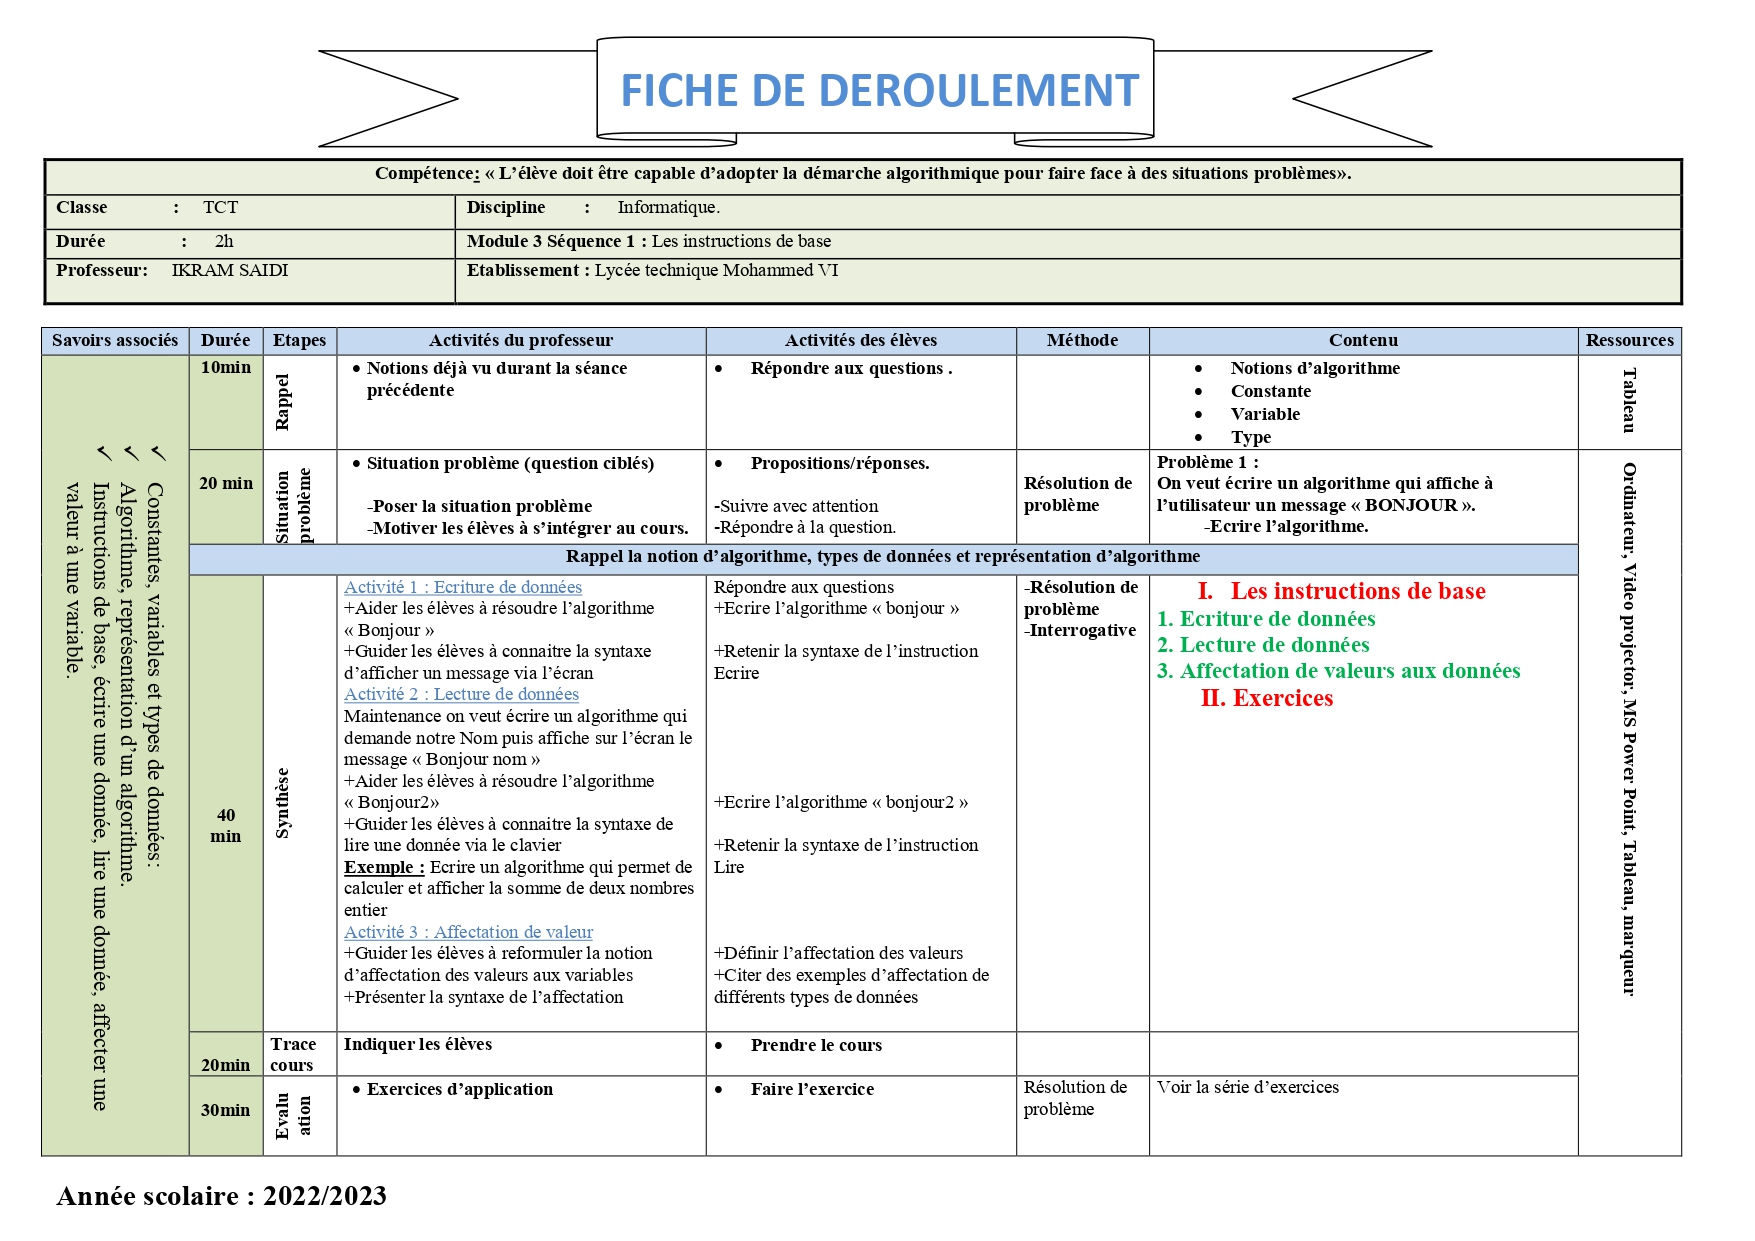 FICHE DE DEROULEMENT
Compétence: « L’élève doit être capable d’adopter la démarche algorithmique pour faire face à des situations problèmes».
Classe : TCT
Discipline : Informatique.
Durée : 2h
Module 3 Séquence 1 : Les instructions de base
Professeur: IKRAM SAIDI
Etablissement : Lycée technique Mohammed VI
Savoirs associés Durée Etapes Activités du professeur Activités des élèves Méthode Contenu Ressources
✓ Constantes, variables et types de données:
✓ Algorithme, représentation d’un algorithme.
✓ Instructions de base, écrire une donnée, lire une donnée, affecter une
valeur à une variable.
10min
Rappel
• Notions déjà vu durant la séance
précédente
• Répondre aux questions .
• Notions d’algorithme
• Constante
• Variable
• Type
Tableau
20 min
Situation
problème
• Situation problème (question ciblés)
-Poser la situation problème
-Motiver les élèves à s’intégrer au cours.
• Propositions/réponses.
-Suivre avec attention
-Répondre à la question.
Résolution de
problème
Problème 1 :
On veut écrire un algorithme qui affiche à
l’utilisateur un message « BONJOUR ».
-Ecrire l’algorithme.
Ordinateur, Video projector, MS Power Point, Tableau, marqueur
Rappel la notion d’algorithme, types de données et représentation d’algorithme
40
min
Synthèse
Activité 1 : Ecriture de données
+Aider les élèves à résoudre l’algorithme
« Bonjour »
+Guider les élèves à connaitre la syntaxe
d’afficher un message via l’écran
Activité 2 : Lecture de données
Maintenance on veut écrire un algorithme qui
demande notre Nom puis affiche sur l’écran le
message « Bonjour nom »
+Aider les élèves à résoudre l’algorithme
« Bonjour2»
+Guider les élèves à connaitre la syntaxe de
lire une donnée via le clavier
Exemple : Ecrire un algorithme qui permet de
calculer et afficher la somme de deux nombres
entier
Activité 3 : Affectation de valeur
+Guider les élèves à reformuler la notion
d’affectation des valeurs aux variables
+Présenter la syntaxe de l’affectation
Répondre aux questions
+Ecrire l’algorithme « bonjour »
+Retenir la syntaxe de l’instruction
Ecrire
+Ecrire l’algorithme « bonjour2 »
+Retenir la syntaxe de l’instruction
Lire
+Définir l’affectation des valeurs
+Citer des exemples d’affectation de
différents types de données
-Résolution de
problème
-Interrogative
I. Les instructions de base
1. Ecriture de données
2. Lecture de données
3. Affectation de valeurs aux données
II. Exercices
20min
Trace
cours
Indiquer les élèves
• Prendre le cours
30min
Evalu
ation
• Exercices d’application
• Faire l’exercice
Résolution de
problème
Voir la série d’exercices
Année scolaire : 2022/2023